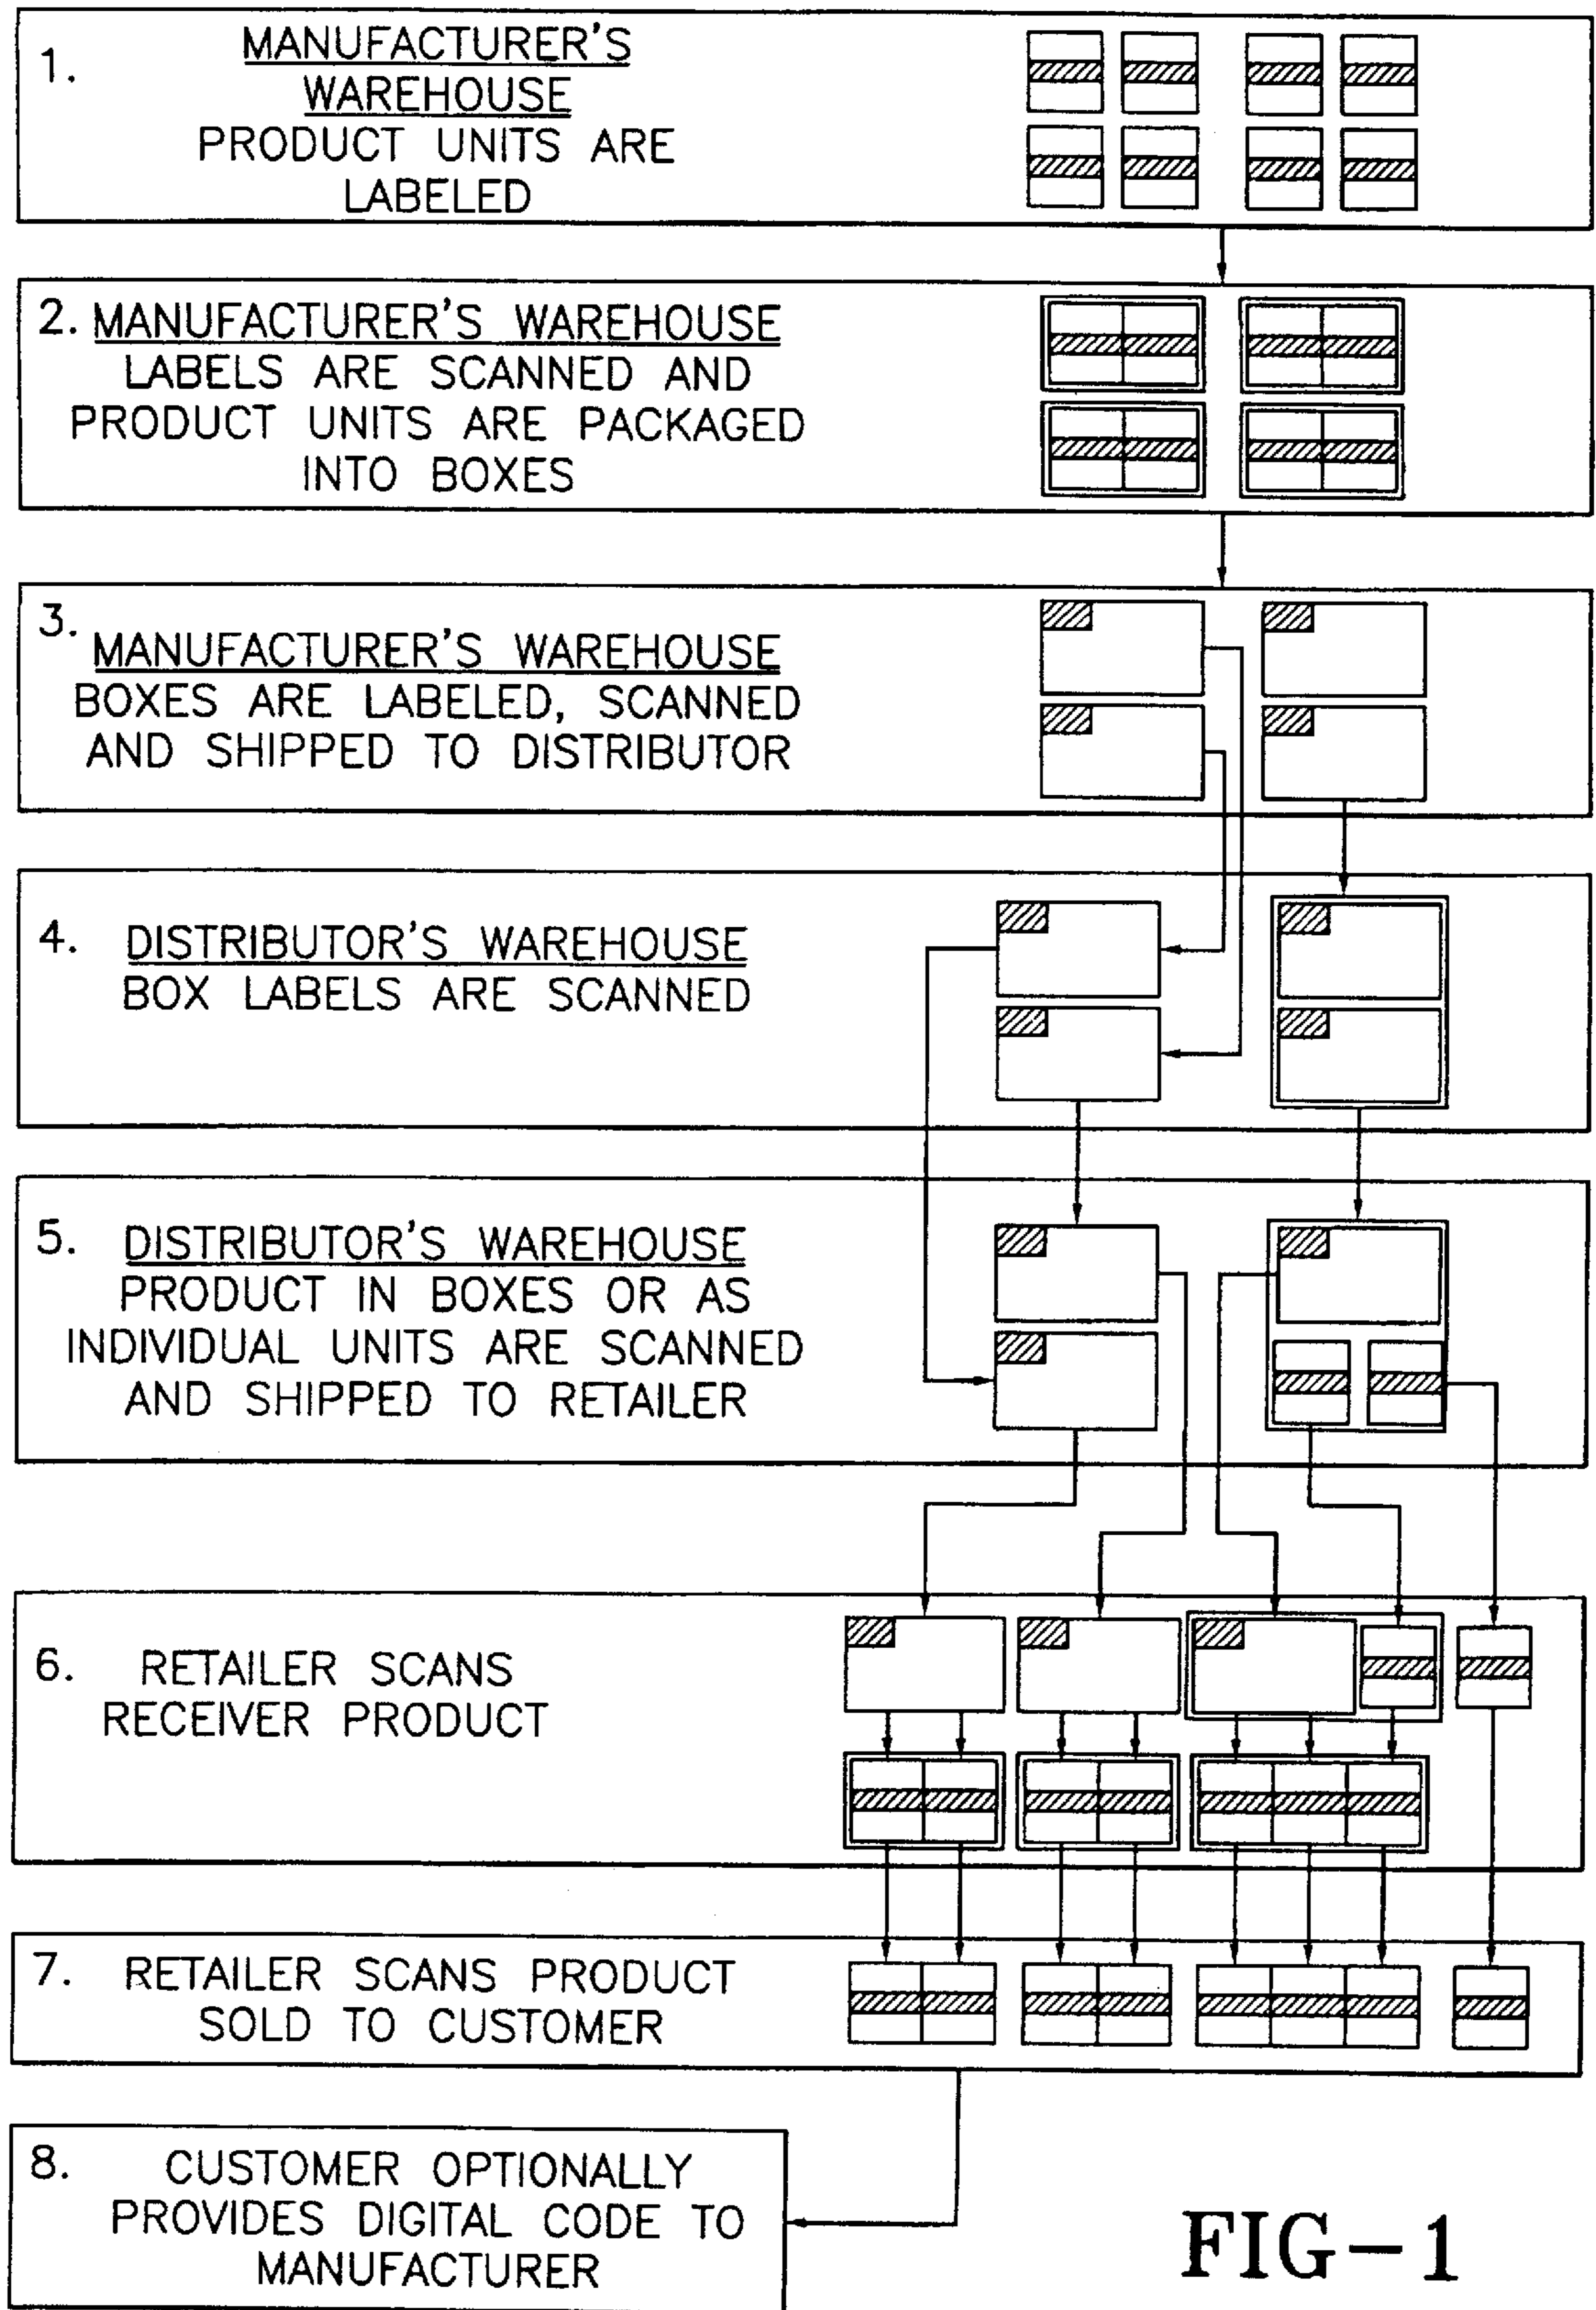 1. MANUFACTURER'S
WAREHOUSE
PRODUCT UNITS ARE
LABELED
2. MANUFACTURER'S WAREHOUSE
LABELS ARE SCANNED AND
PRODUCT UNITS ARE PACKAGED
INTO BOXES
3. MANUFACTURER'S WAREHOUSE
BOXES ARE LABELED, SCANNED
AND SHIPPED TO DISTRIBUTOR
4. DISTRIBUTOR'S WAREHOUSE
BOX LABELS ARE SCANNED
5. DISTRIBUTOR'S WAREHOUSE
PRODUCT IN BOXES OR AS
INDIVIDUAL UNITS ARE SCANNED
AND SHIPPED TO RETAILER
6. RETAILER SCANS
RECEIVER PRODUCT
7. RETAILER SCANS PRODUCT
SOLD TO CUSTOMER
8. CUSTOMER OPTIONALLY
PROVIDES DIGITAL CODE TO
MANUFACTURER
FIG-1